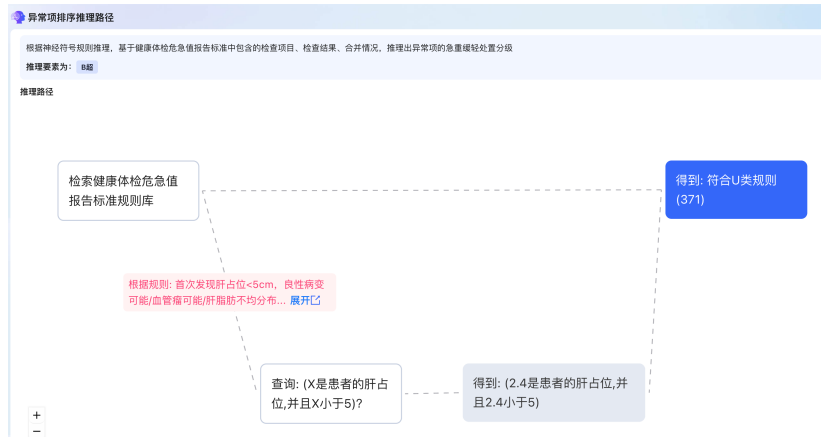 异常项排序推理路径
根据神经符号规则推理，基于健康体检危急值报告标准中包含的检查项目、检查结果、合并情况，推理出异常项的急重缓轻处置分级
推理要素为： B超
推理路径
检索健康体检危急值
报告标准规则库
得到: 符合U类规则
(371)
根据规则: 首次发现肝占位<5cm，良性病变
可能/血管瘤可能/肝脂肪不均分布... 展开
查询: (X是患者的肝占
位,并且X小于5)?
得到: (2.4是患者的肝占位,并
且2.4小于5)
+
−